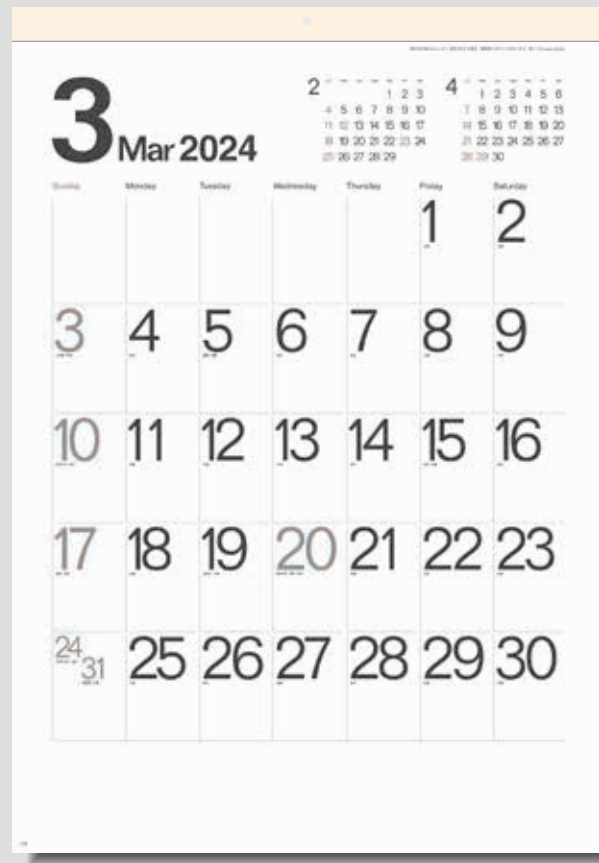 3 Mar 2024
2
1 2 3
4 5 6 7 8 9 10
11 12 13 14 15 16 17
18 19 20 21 22 23 24
25 26 27 28 29
4
1 2 3 4 5 6
7 8 9 10 11 12 13
14 15 16 17 18 19 20
21 22 23 24 25 26 27
28 29 30
Sunday Monday Tuesday Wednesday Thursday Friday Saturday
1 2
3 4 5 6 7 8 9
10 11 12 13 14 15 16
17 18 19 20 21 22 23
24 31 25 26 27 28 29 30